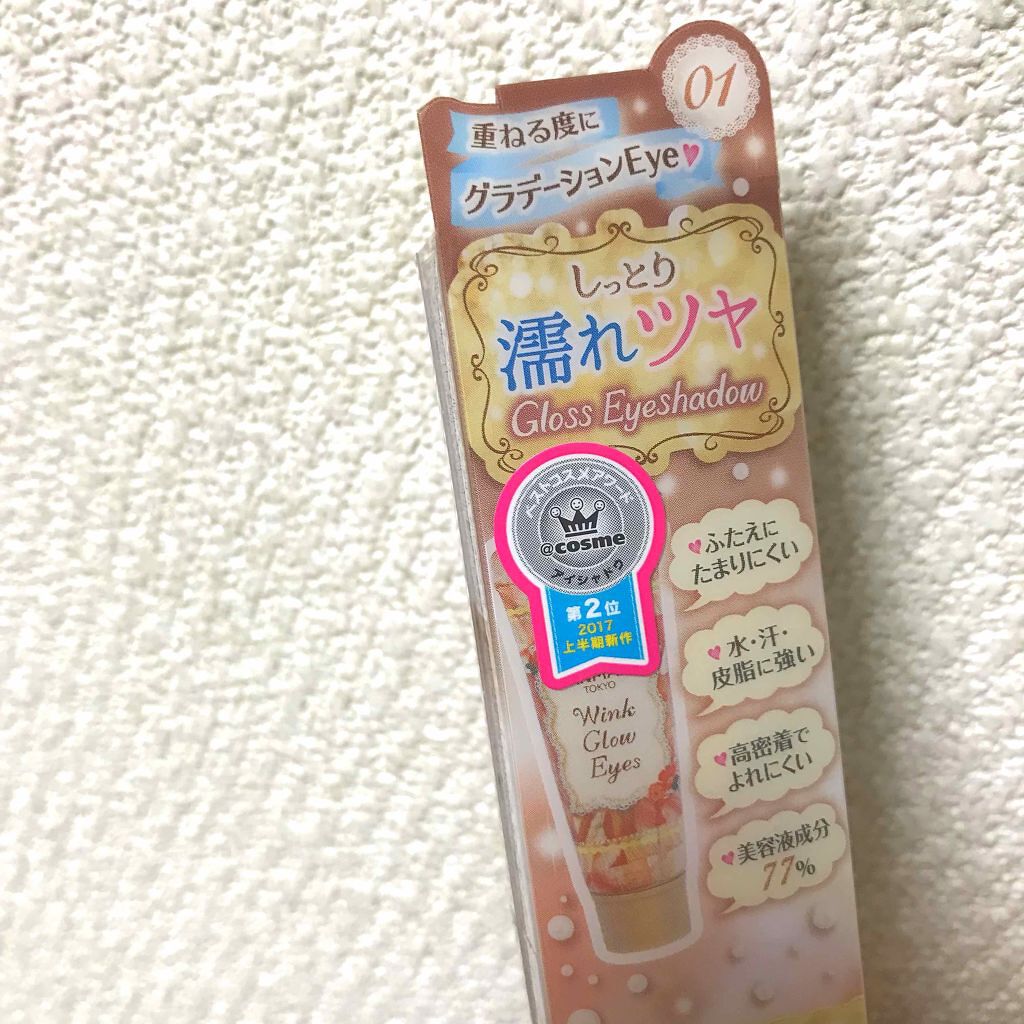 01
重ねる度に
グラデーションEye
しっとり
濡れツヤ
Gloss Eyeshadow
ベストコスメアワード
@cosme
アイシャドウ
第2位
2017
上半期新作
TOKYO
Wink
Glow
Eyes
ふたえに
たまりにくい
水・汗・
皮脂に強い
高密着で
よれにくい
美容液成分
77%